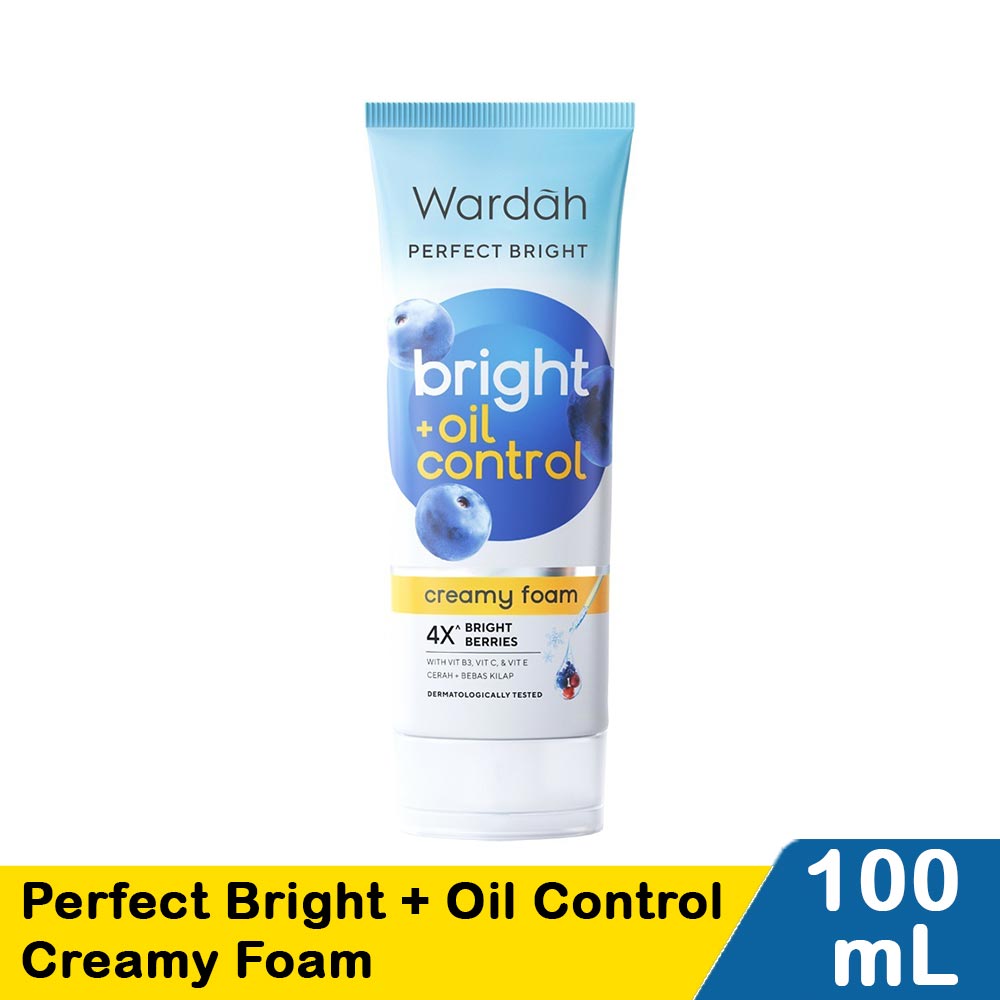 Wardāh
PERFECT BRIGHT
bright
+ oil
control
creamy foam
4X^ BRIGHT
BERRIES
WITH VIT B3, VIT C, & VIT E
CERAH + BEBAS KILAP
DERMATOLOGICALLY TESTED
Perfect Bright + Oil Control
Creamy Foam
100
mL